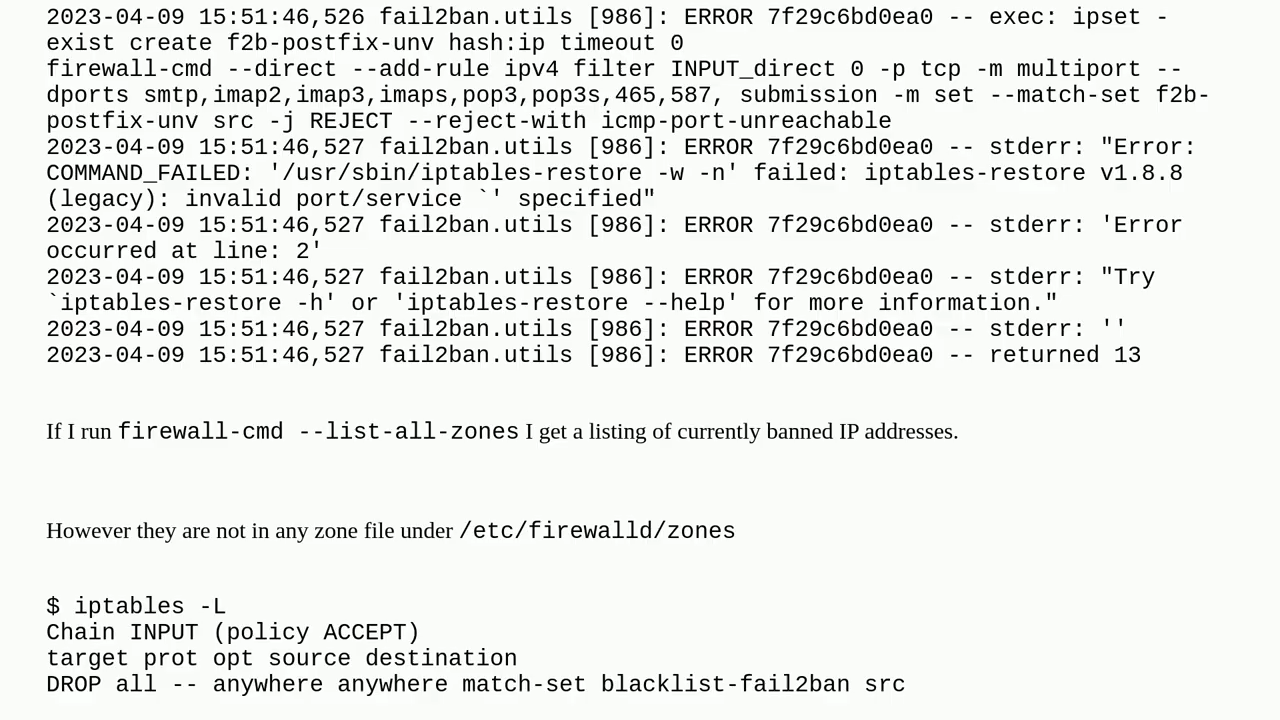 2023-04-09 15:51:46,526 fail2ban.utils [986]: ERROR 7f29c6bd0ea0 -- exec: ipset -
exist create f2b-postfix-unv hash:ip timeout 0
firewall-cmd --direct --add-rule ipv4 filter INPUT_direct 0 -p tcp -m multiport --
dports smtp,imap2,imap3,imaps,pop3,pop3s,465,587, submission -m set --match-set f2b-
postfix-unv src -j REJECT --reject-with icmp-port-unreachable
2023-04-09 15:51:46,527 fail2ban.utils [986]: ERROR 7f29c6bd0ea0 -- stderr: "Error:
COMMAND_FAILED: '/usr/sbin/iptables-restore -w -n' failed: iptables-restore v1.8.8
(legacy): invalid port/service `' specified"
2023-04-09 15:51:46,527 fail2ban.utils [986]: ERROR 7f29c6bd0ea0 -- stderr: 'Error
occurred at line: 2'
2023-04-09 15:51:46,527 fail2ban.utils [986]: ERROR 7f29c6bd0ea0 -- stderr: "Try
`iptables-restore -h' or 'iptables-restore --help' for more information."
2023-04-09 15:51:46,527 fail2ban.utils [986]: ERROR 7f29c6bd0ea0 -- stderr: ''
2023-04-09 15:51:46,527 fail2ban.utils [986]: ERROR 7f29c6bd0ea0 -- returned 13
If I run firewall-cmd --list-all-zones I get a listing of currently banned IP addresses.
However they are not in any zone file under /etc/firewalld/zones
$ iptables -L
Chain INPUT (policy ACCEPT)
target prot opt source destination
DROP all -- anywhere anywhere match-set blacklist-fail2ban src